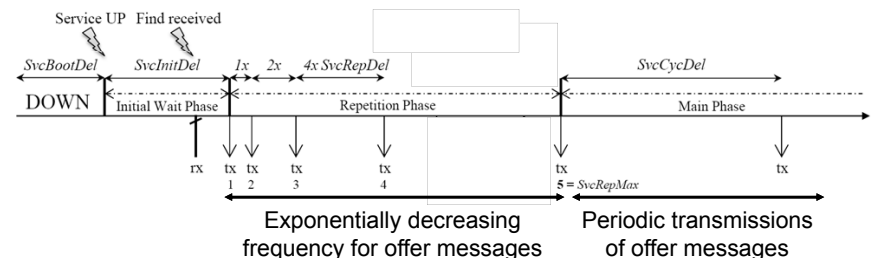 Service UP Find received
SvcBootDel SvcInitDel 1x 2x 4x SvcRepDel SvcCycDel
DOWN Initial Wait Phase Repetition Phase Main Phase
rx tx tx tx tx tx tx
1 2 3 4 5 = SvcRepMax
Exponentially decreasing Periodic transmissions
frequency for offer messages of offer messages